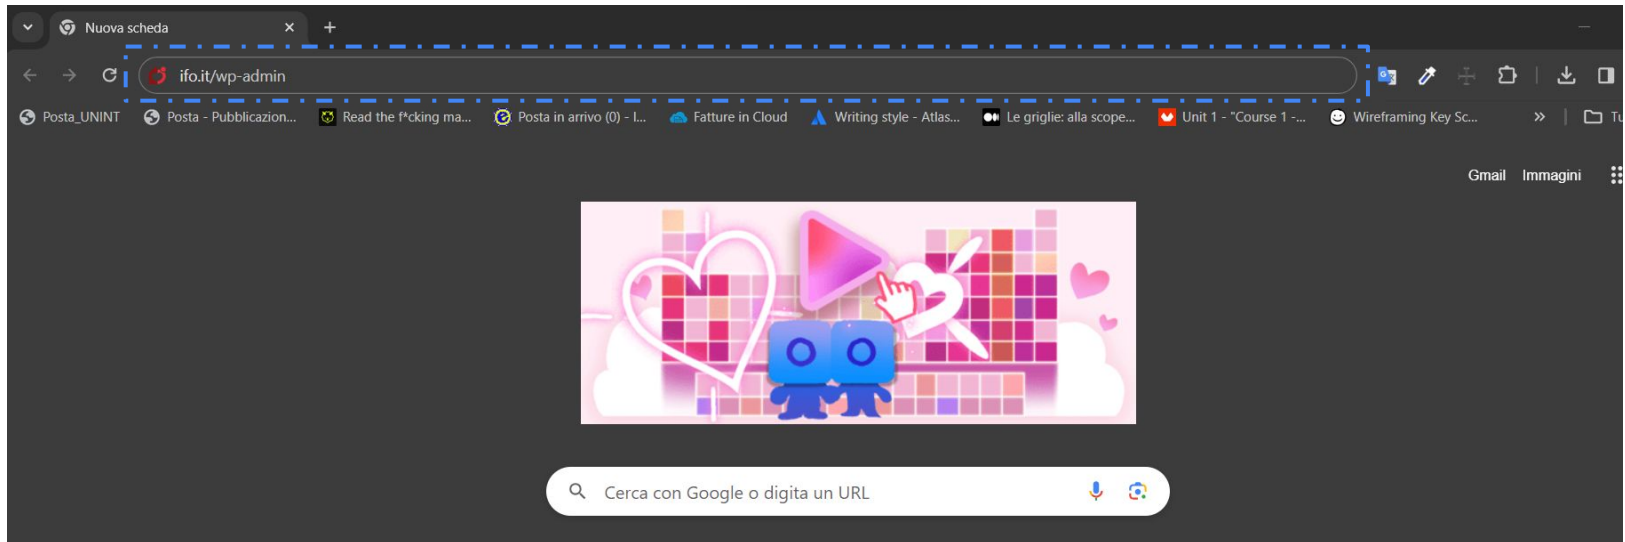 Nuova scheda
ifo.it/wp-admin
Posta_UNINT Posta - Pubblicazion... Read the f*cking ma... Posta in arrivo (0) - I... Fatture in Cloud Writing style - Atlas... Le griglie: alla scope... Unit 1 - "Course 1 -... Wireframing Key Sc... » Tu
Gmail Immagini
Cerca con Google o digita un URL